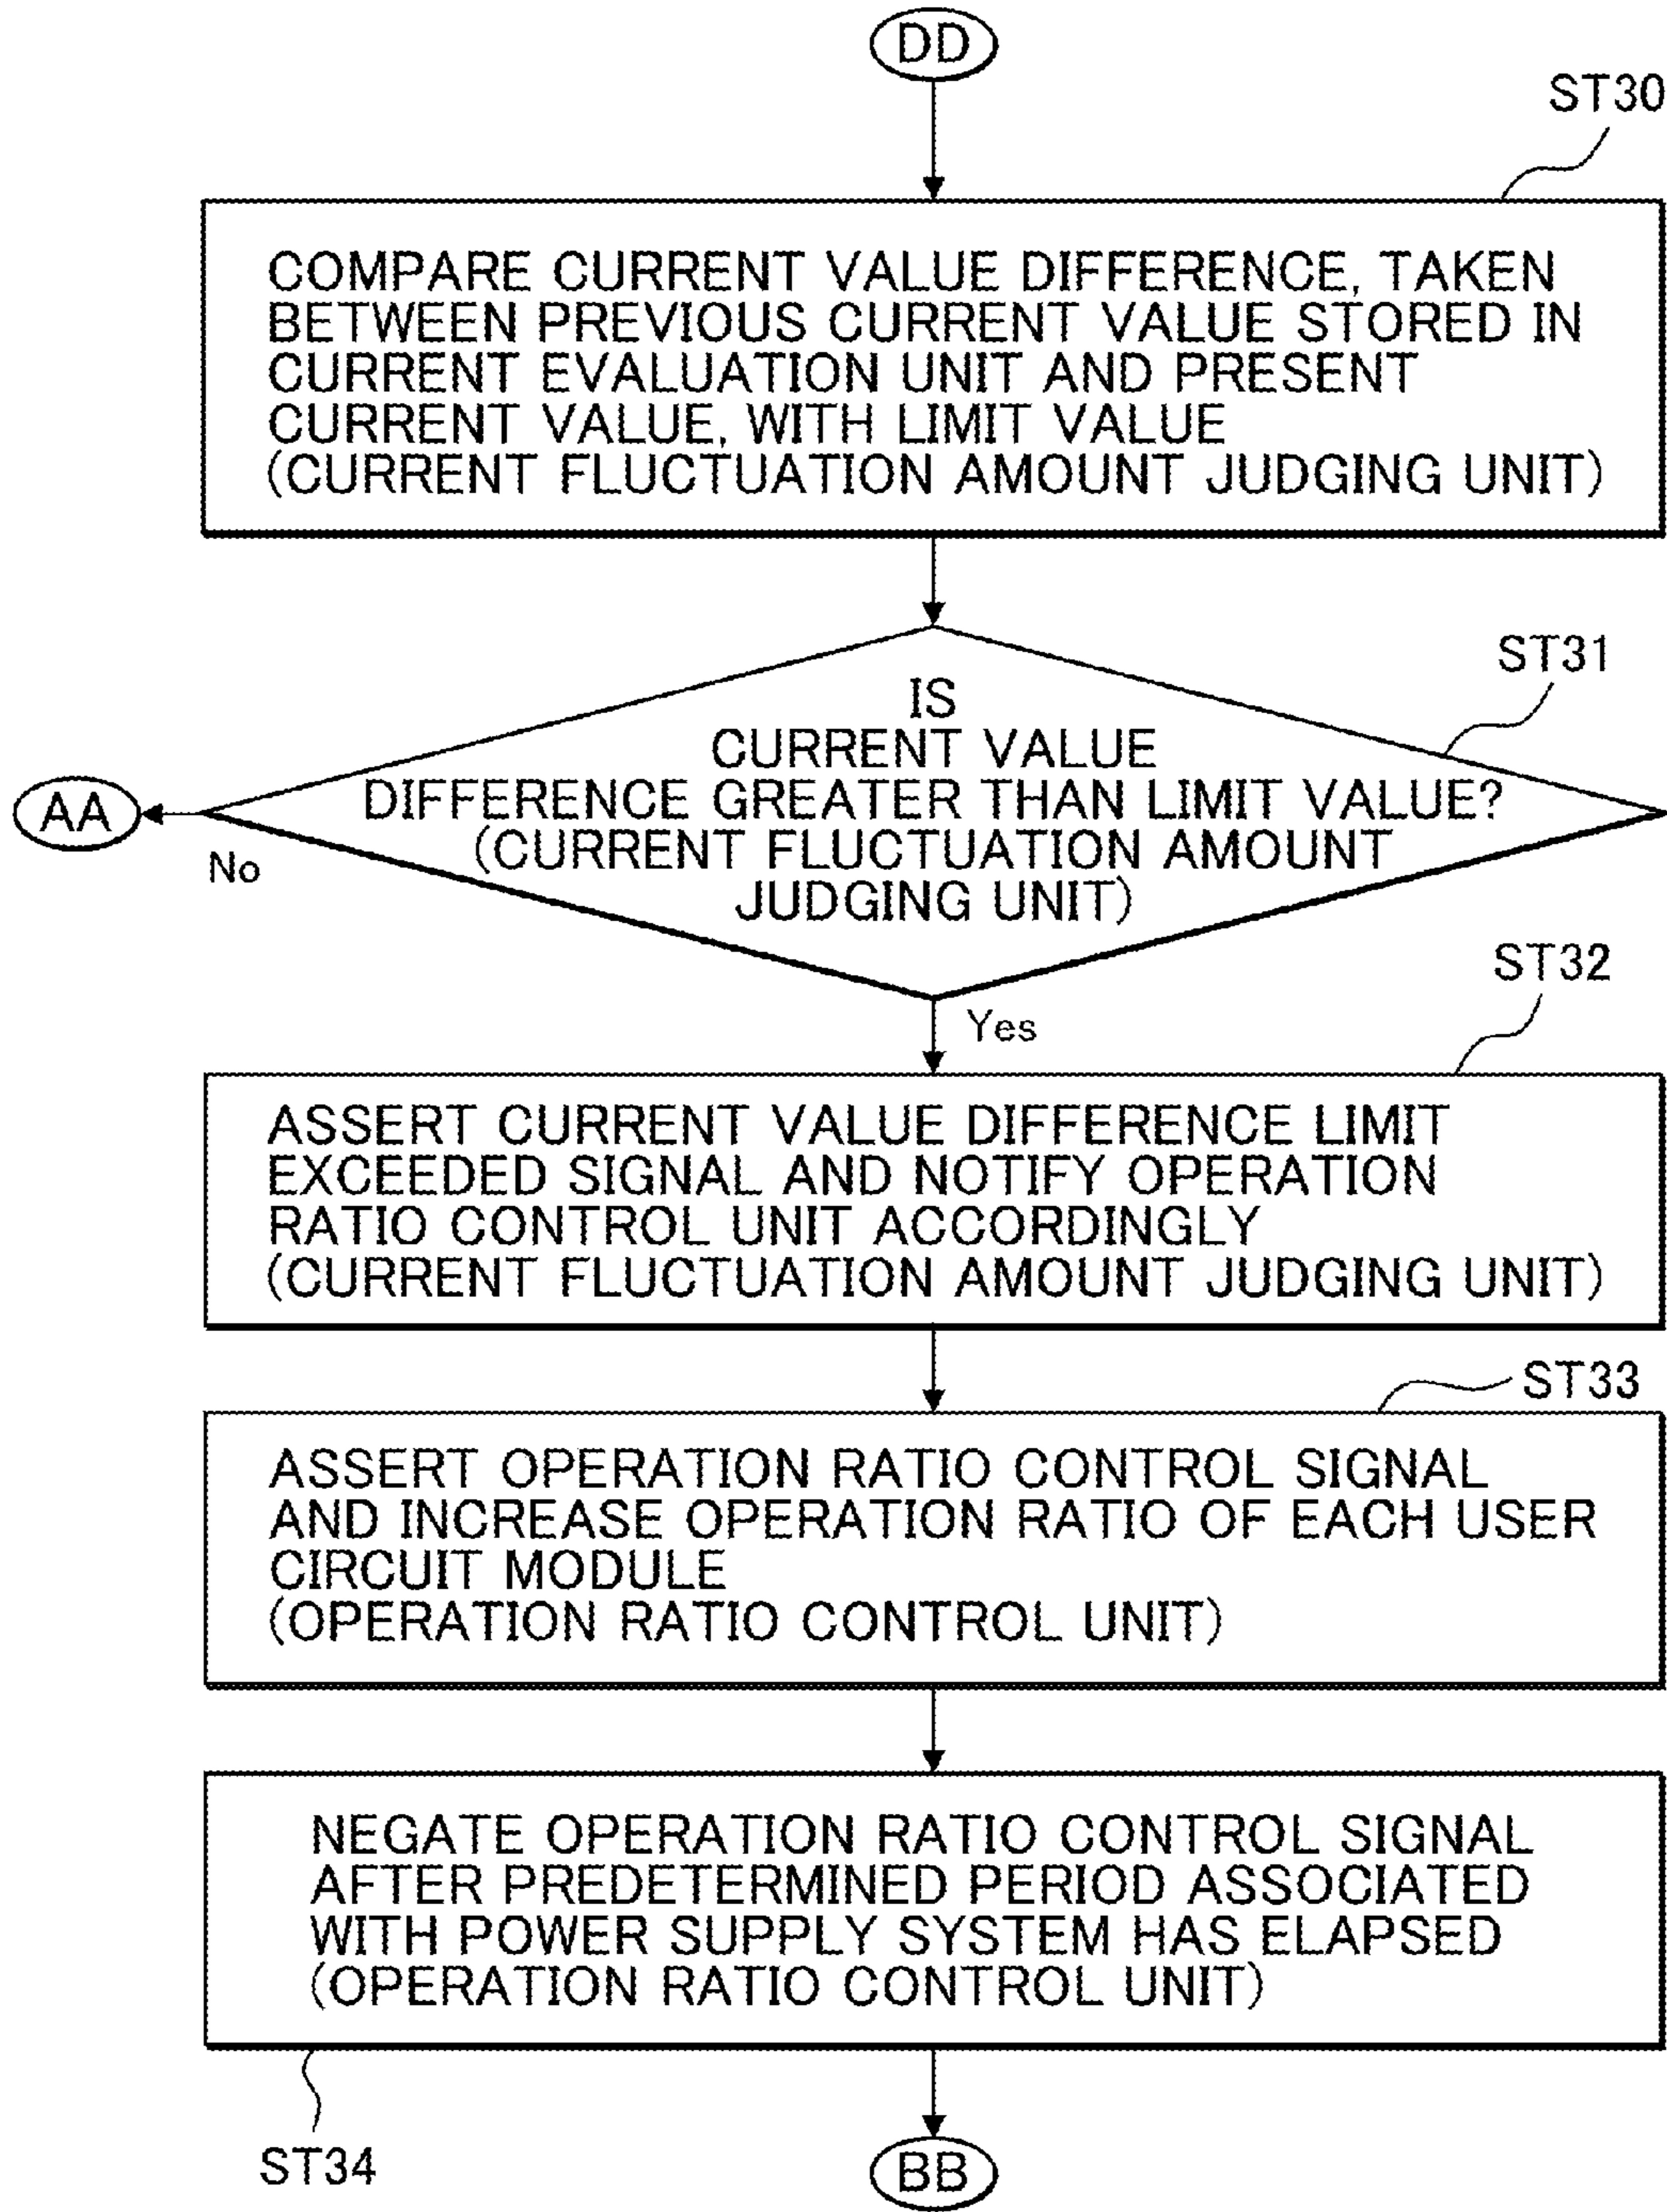 DD
ST30
COMPARE CURRENT VALUE DIFFERENCE, TAKEN
BETWEEN PREVIOUS CURRENT VALUE STORED IN
CURRENT EVALUATION UNIT AND PRESENT
CURRENT VALUE, WITH LIMIT VALUE
(CURRENT FLUCTUATION AMOUNT JUDGING UNIT)
ST31
IS
CURRENT VALUE
DIFFERENCE GREATER THAN LIMIT VALUE?
(CURRENT FLUCTUATION AMOUNT
JUDGING UNIT)
AA
No
Yes
ST32
ASSERT CURRENT VALUE DIFFERENCE LIMIT
EXCEEDED SIGNAL AND NOTIFY OPERATION
RATIO CONTROL UNIT ACCORDINGLY
(CURRENT FLUCTUATION AMOUNT JUDGING UNIT)
ST33
ASSERT OPERATION RATIO CONTROL SIGNAL
AND INCREASE OPERATION RATIO OF EACH USER
CIRCUIT MODULE
(OPERATION RATIO CONTROL UNIT)
NEGATE OPERATION RATIO CONTROL SIGNAL
AFTER PREDETERMINED PERIOD ASSOCIATED
WITH POWER SUPPLY SYSTEM HAS ELAPSED
(OPERATION RATIO CONTROL UNIT)
ST34
BB